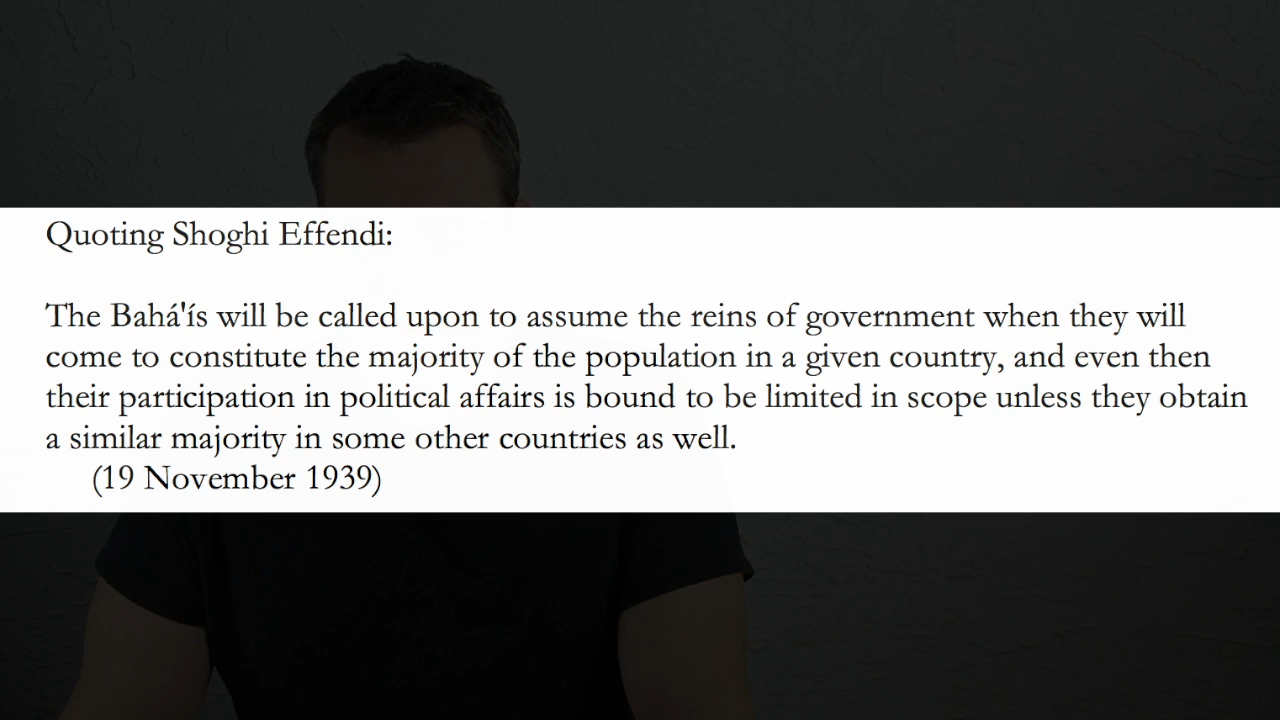 Quoting Shoghi Effendi:
The Bahá'ís will be called upon to assume the reins of government when they will
come to constitute the majority of the population in a given country, and even then
their participation in political affairs is bound to be limited in scope unless they obtain
a similar majority in some other countries as well.
(19 November 1939)